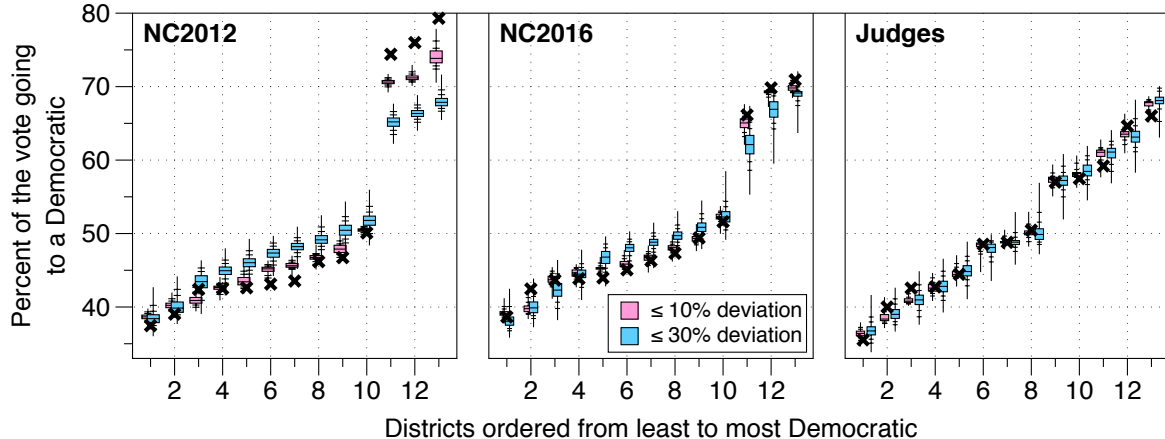 NC2012 NC2016 Judges
Percent of the vote going
to a Democratic
80
70
60
50
40
≤ 10% deviation
≤ 30% deviation
2 4 6 8 10 12 2 4 6 8 10 12 2 4 6 8 10 12
Districts ordered from least to most Democratic